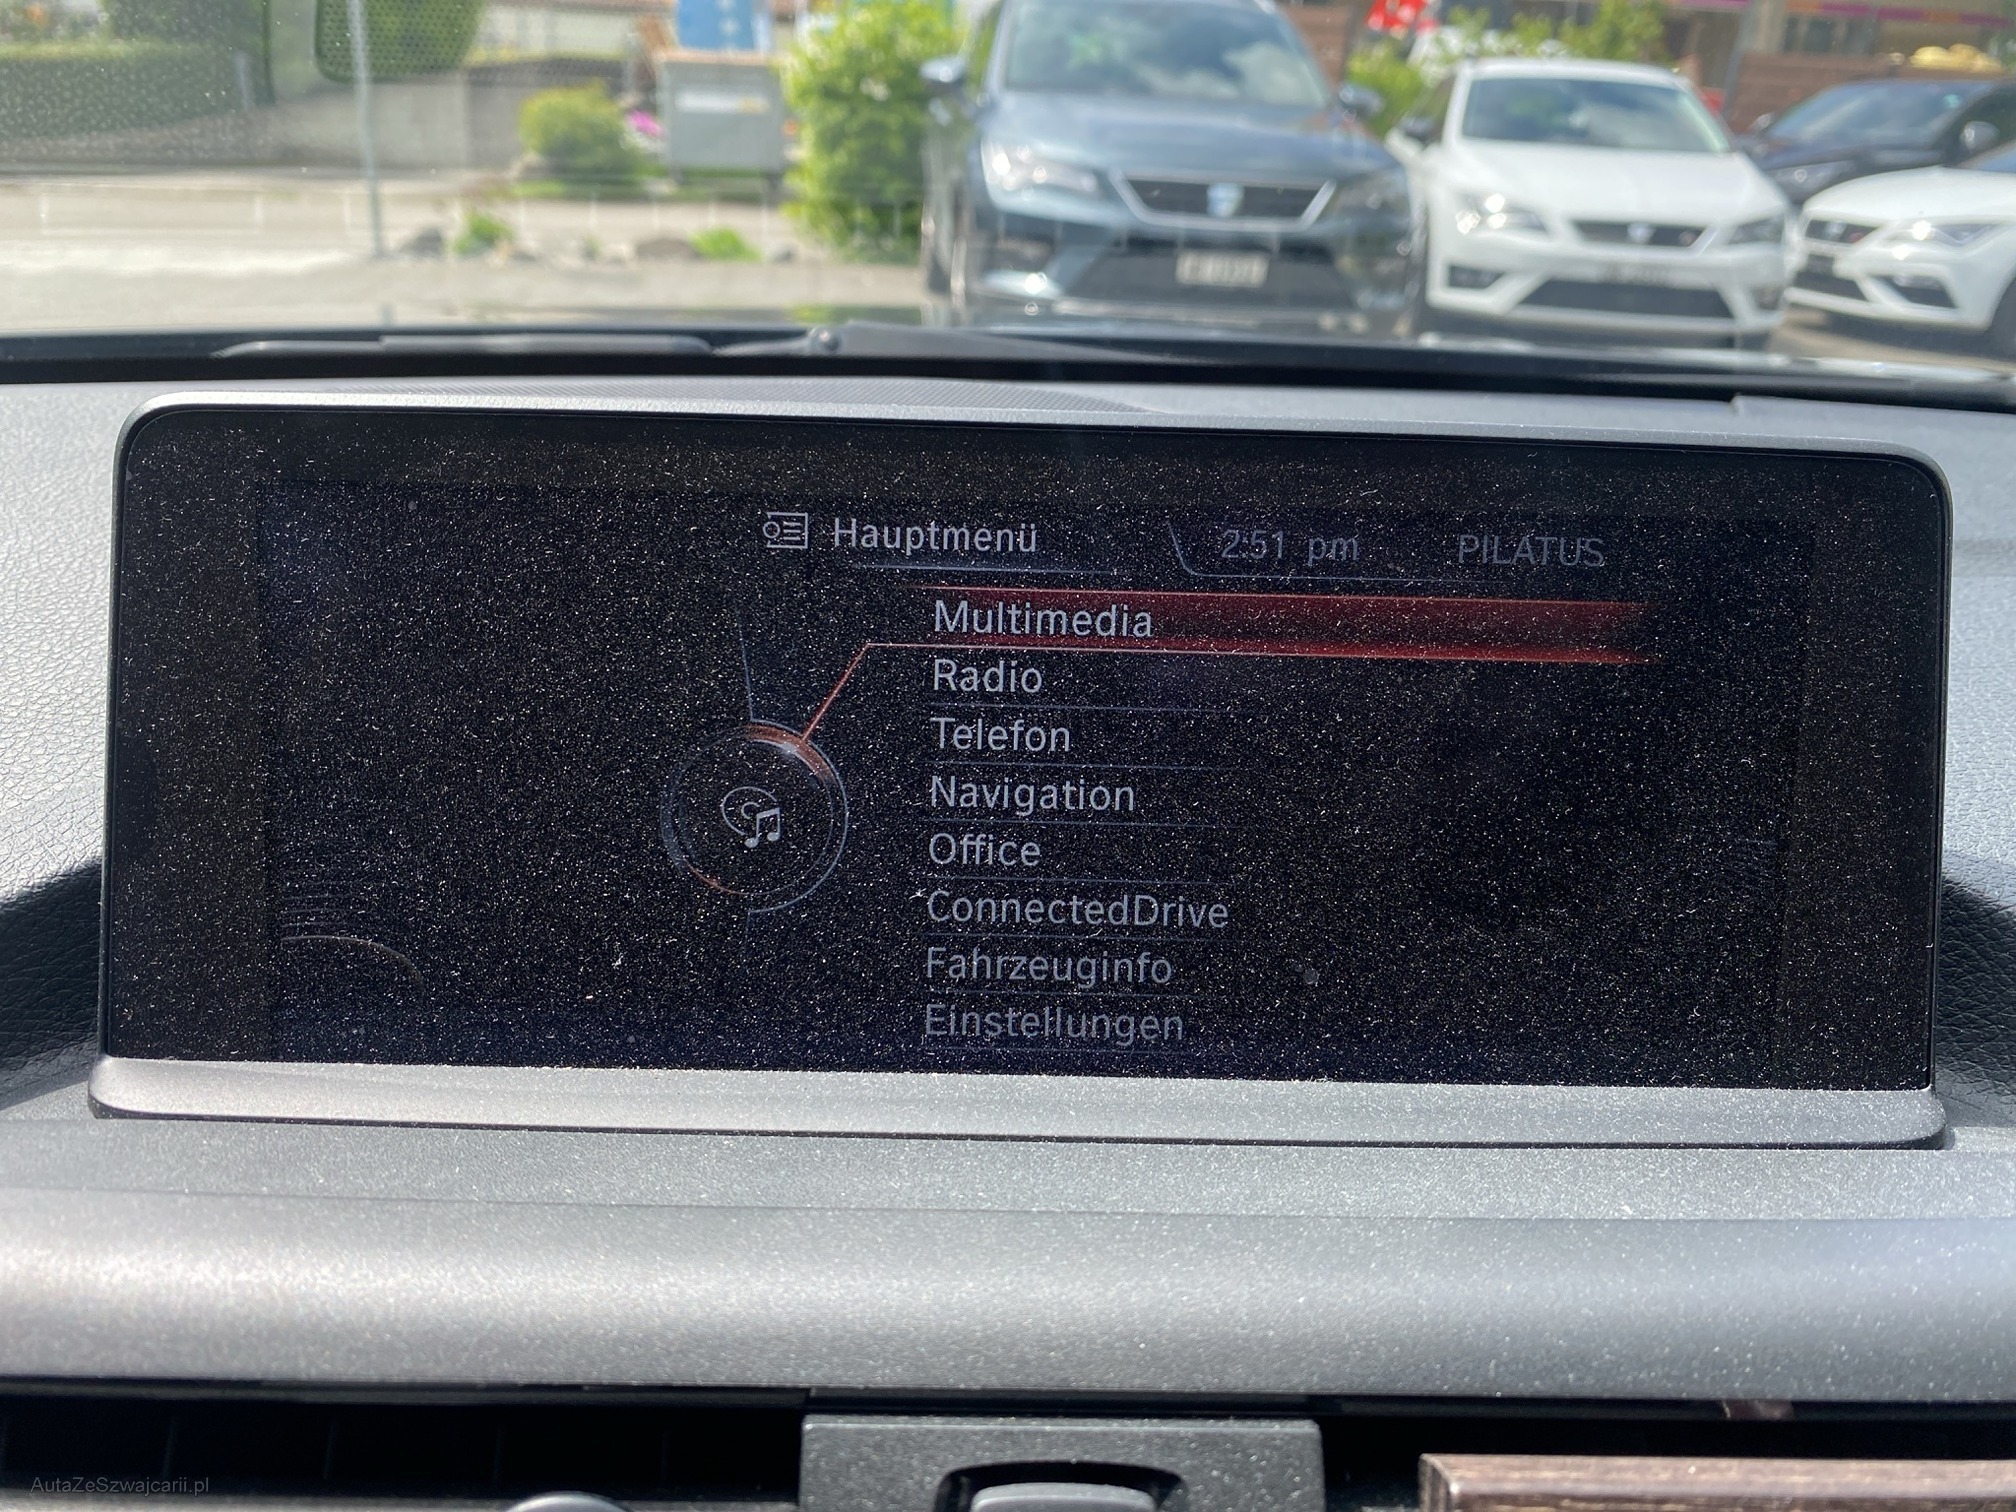 Hauptmenü 2:51 pm PILATUS
Multimedia
Radio
Telefon
Navigation
Office
ConnectedDrive
Fahrzeuginfo
Einstellungen
AutaZeSzwajcarii.pl